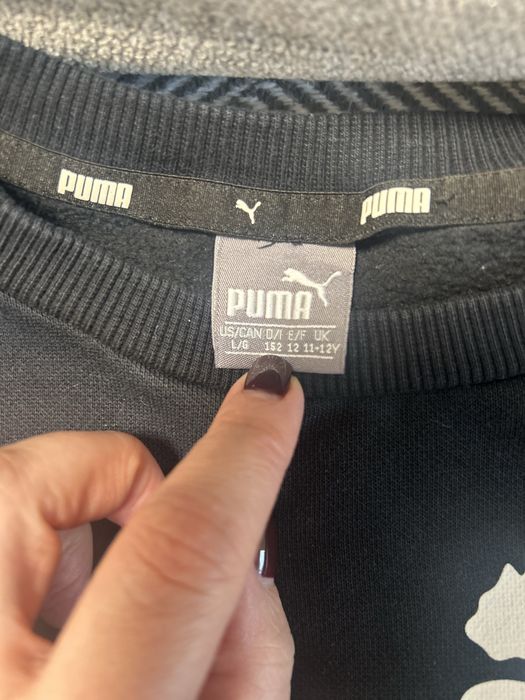 PUMA PUMA
PUMA
US/CAN D/I E/F UK
L/G 152 12 11-12Y